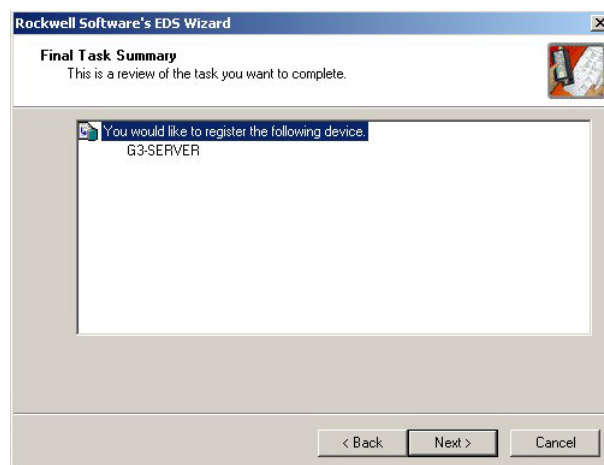 Rockwell Software's EDS Wizard
Final Task Summary
This is a review of the task you want to complete.
You would like to register the following device.
G3-SERVER
< Back
Next >
Cancel